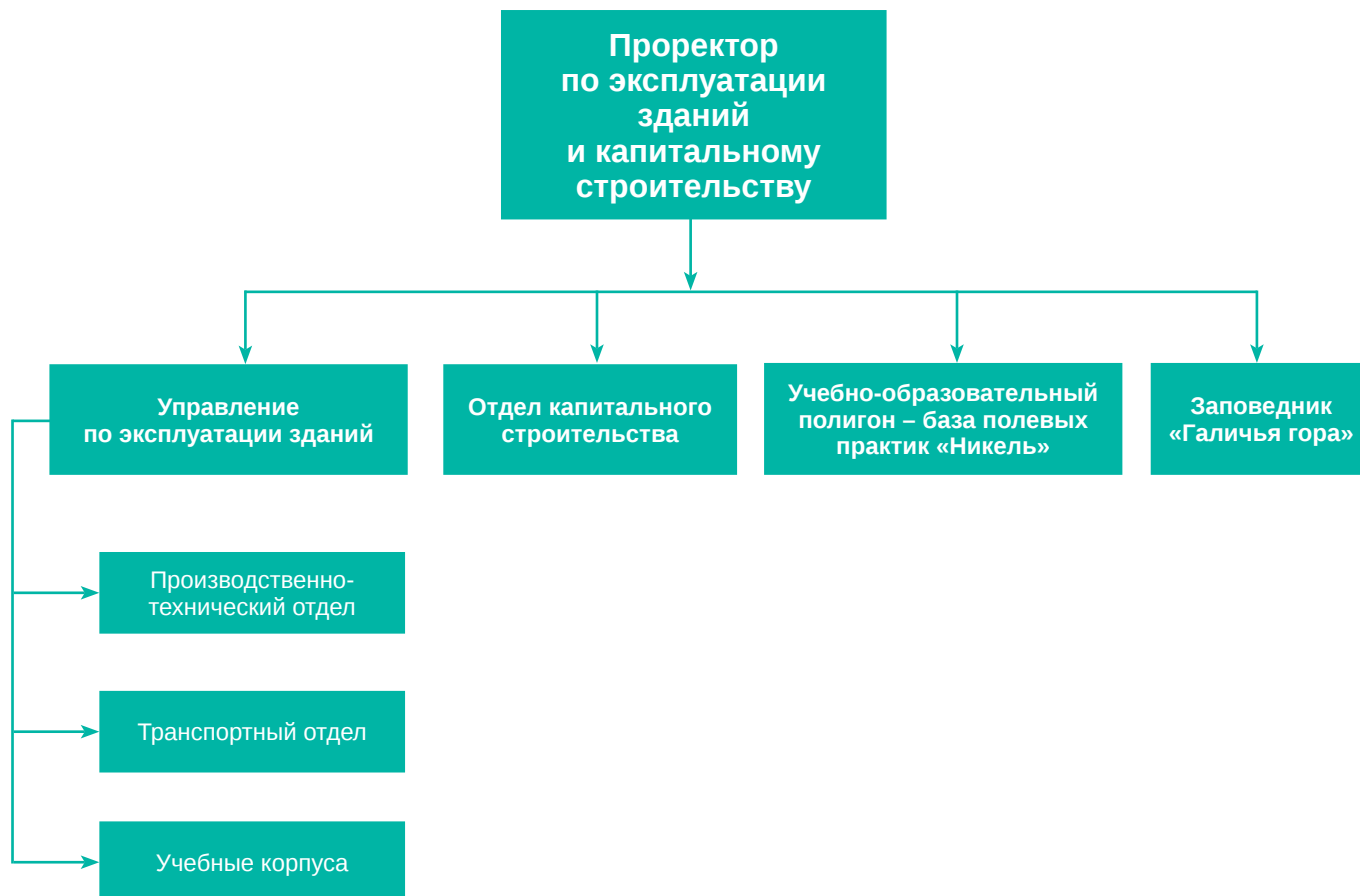 Проректор
по эксплуатации
зданий
и капитальному
строительству
Управление
по эксплуатации зданий
Отдел капитального
строительства
Учебно-образовательный
полигон – база полевых
практик «Никель»
Заповедник
«Галичья гора»
Производственно-
технический отдел
Транспортный отдел
Учебные корпуса